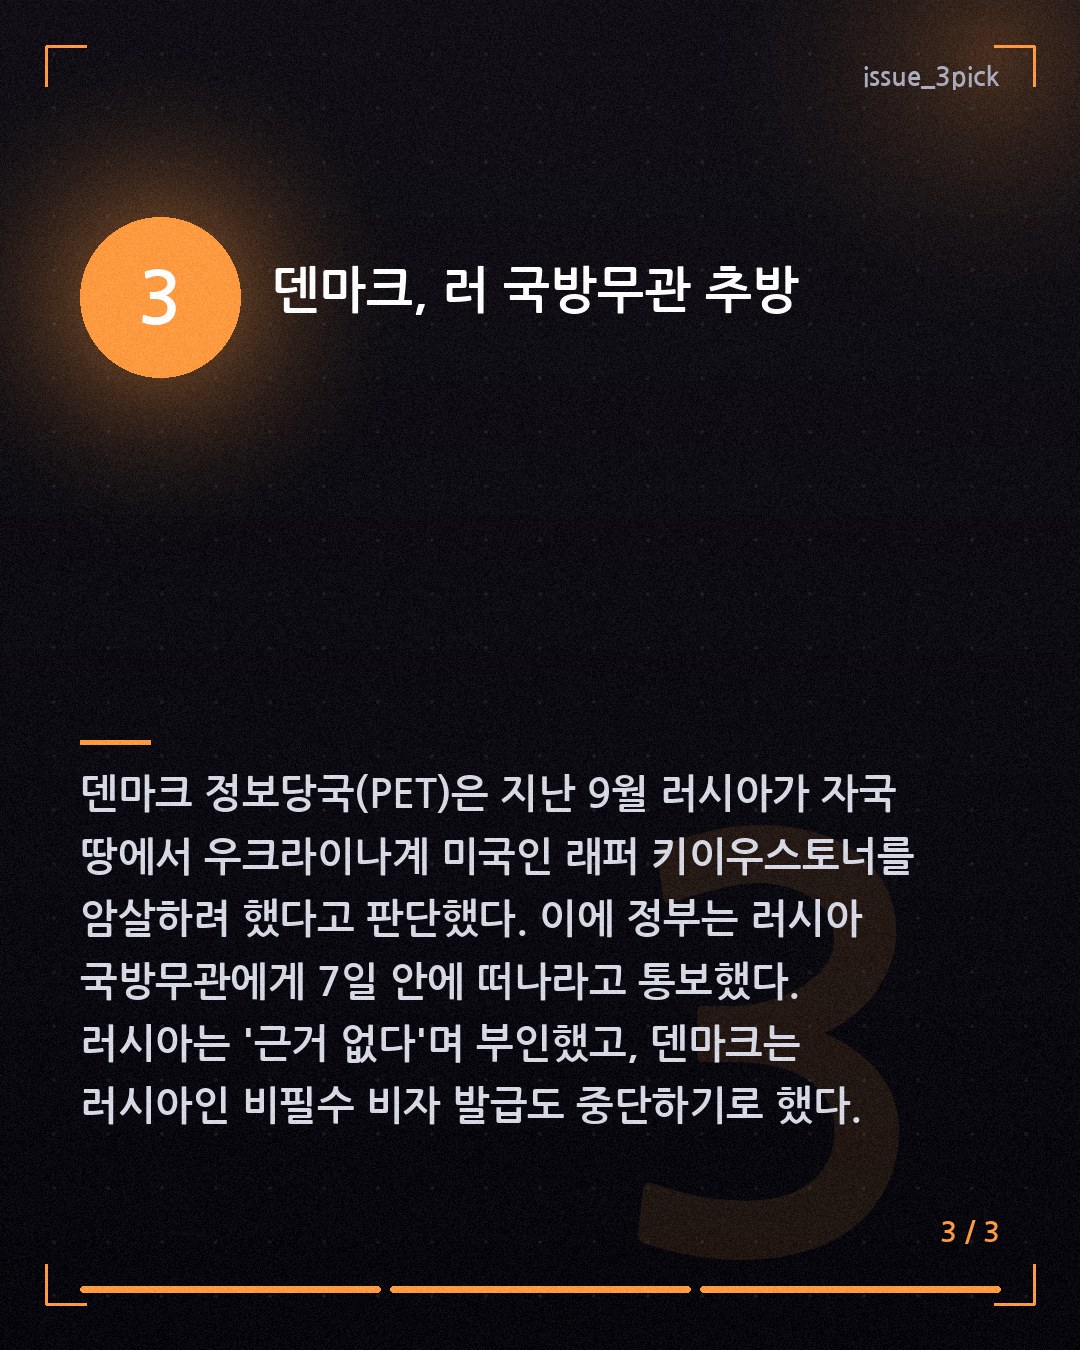 issue_3pick
3
덴마크, 러 국방무관 추방
덴마크 정보당국(PET)은 지난 9월 러시아가 자국
땅에서 우크라이나계 미국인 래퍼 키이우스토너를
암살하려 했다고 판단했다. 이에 정부는 러시아
국방무관에게 7일 안에 떠나라고 통보했다.
러시아는 '근거 없다'며 부인했고, 덴마크는
러시아인 비필수 비자 발급도 중단하기로 했다.
3
3 / 3